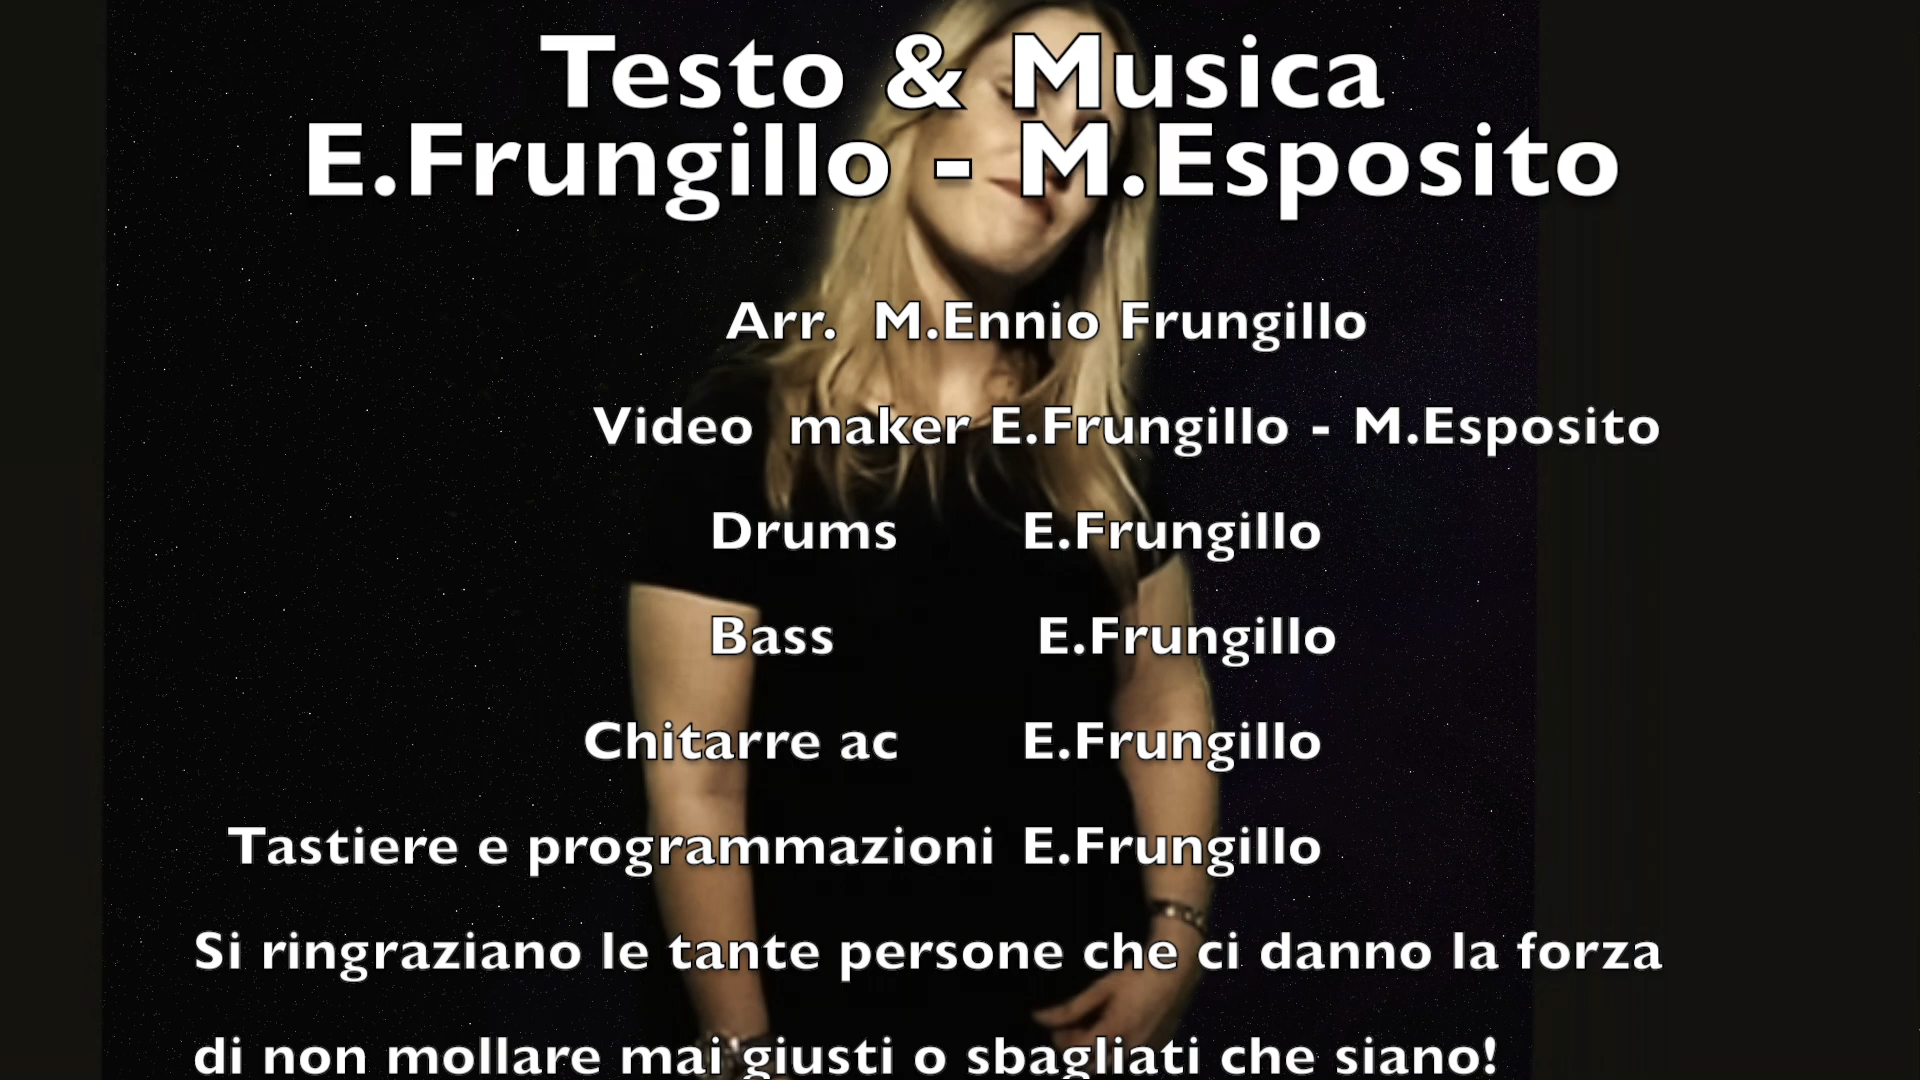 Testo & Musica
E.Frungillo - M.Esposito
Arr. M.Ennio Frungillo
Video maker E.Frungillo - M.Esposito
Drums E.Frungillo
Bass E.Frungillo
Chitarre ac E.Frungillo
Tastiere e programmazioni E.Frungillo
Si ringraziano le tante persone che ci danno la forza
di non mollare mai giusti o sbagliati che siano!